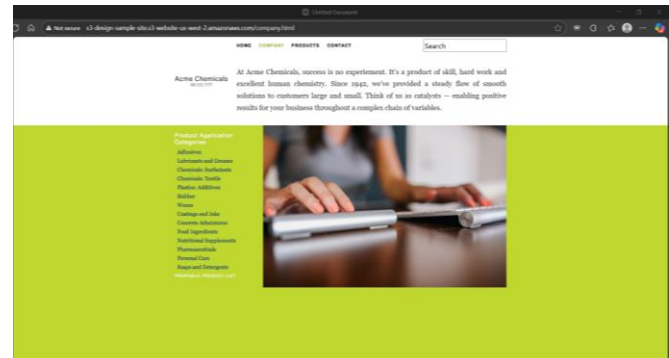 Untitled Document
Not secure s3-design-sample-site.s3-website-us-west-2.amazonaws.com/company.html
HOME COMPANY PRODUCTS CONTACT
Search
Acme Chemicals
At Acme Chemicals, success is no experiement. It's a product of skill, hard work and
excellent human chemistry. Since 1942, we've provided a steady flow of smooth
solutions to customers large and small. Think of us as catalysts — enabling positive
results for your business throughout a complex chain of variables.
Product Application
Categories
Adhesives
Lubricants and Greases
Chemicals: Surfactants
Chemicals: Textile
Plastics: Additives
Rubber
Waxes
Coatings and Inks
Concrete Admixtures
Food Ingredients
Nutritional Supplements
Pharmaceuticals
Personal Care
Soaps and Detergents
PRINTABLE PRODUCT LIST